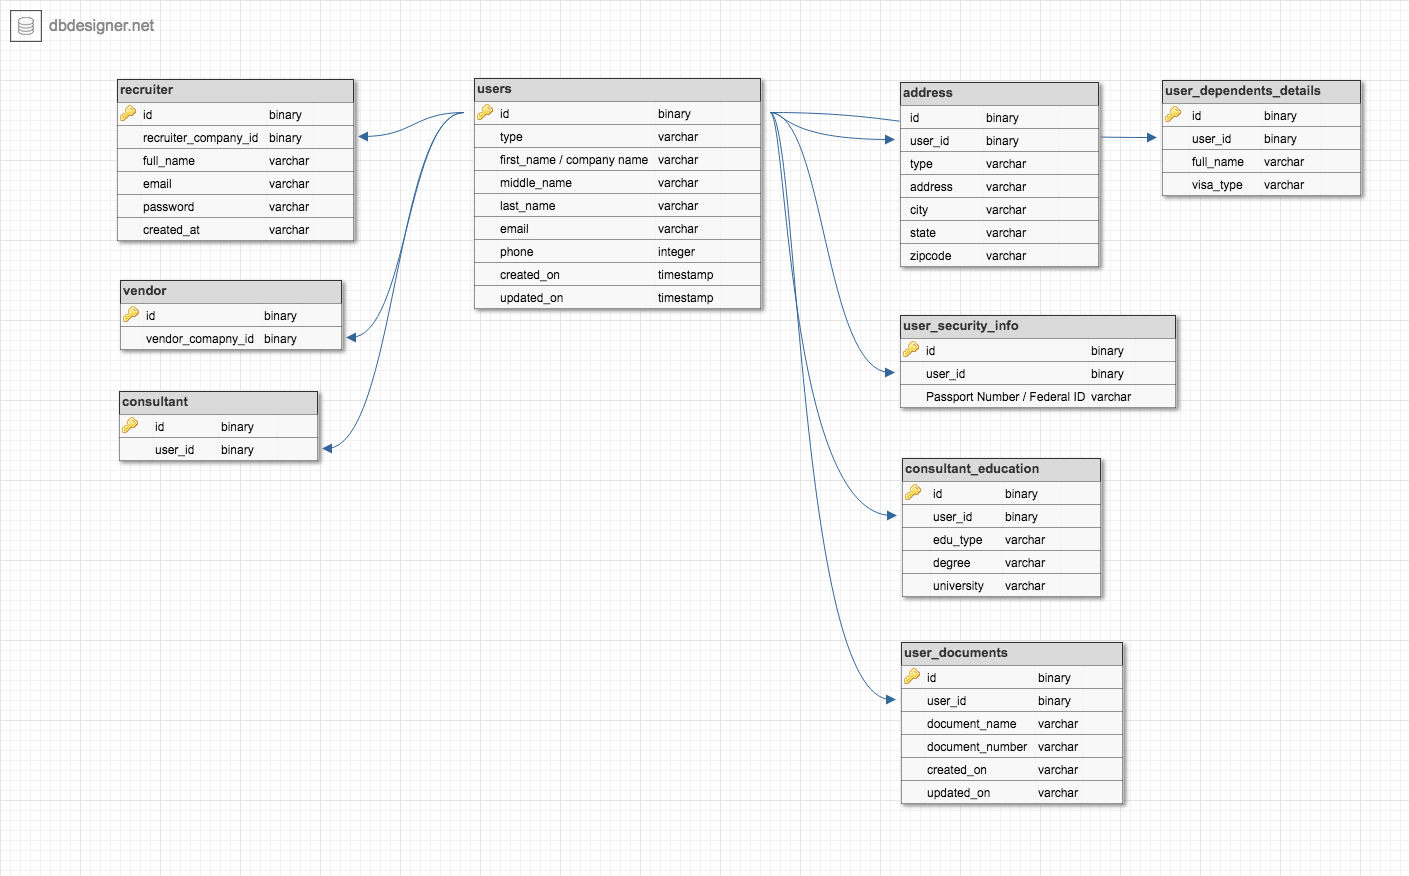 dbdesigner.net
recruiter
id binary
recruiter_company_id binary
full_name varchar
email varchar
password varchar
created_at varchar
vendor
id binary
vendor_comapny_id binary
consultant
id binary
user_id binary
users
id binary
type varchar
first_name / company name varchar
middle_name varchar
last_name varchar
email varchar
phone integer
created_on timestamp
updated_on timestamp
address
id binary
user_id binary
type varchar
address varchar
city varchar
state varchar
zipcode varchar
user_dependents_details
id binary
user_id binary
full_name varchar
visa_type varchar
user_security_info
id binary
user_id binary
Passport Number / Federal ID varchar
consultant_education
id binary
user_id binary
edu_type varchar
degree varchar
university varchar
user_documents
id binary
user_id binary
document_name varchar
document_number varchar
created_on varchar
updated_on varchar